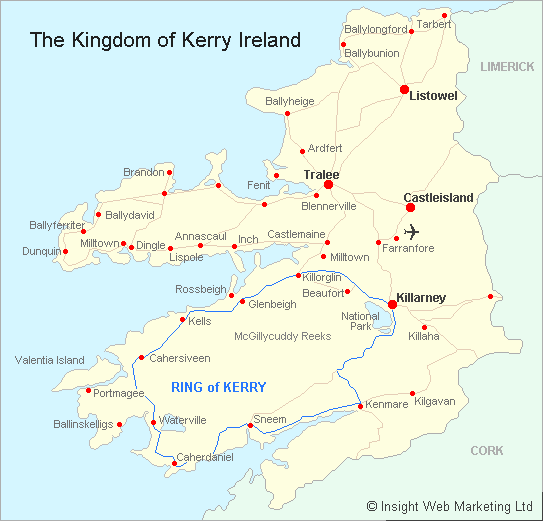 The Kingdom of Kerry Ireland
Tarbert
Ballylongford
Ballybunion
LIMERICK
Listowel
Ballyheige
Ardfert
Brandon
Tralee
Fenit
Castleisland
Blennerville
Ballydavid
Ballyferriter
Castlemaine
Annascaul
Inch
Milltown
Dingle
Farranfore
Dunquin
Lispole
Milltown
Killorglin
Rossbeigh
Beaufort
Glenbeigh
Killarney
Kells
National
Park
McGillycuddy Reeks
Killaha
Valentia Island
Cahersiveen
RING of KERRY
Portmagee
Kilgavan
Kenmare
Ballinskelligs
Waterville
Sneem
Caherdaniel
CORK
© Insight Web Marketing Ltd